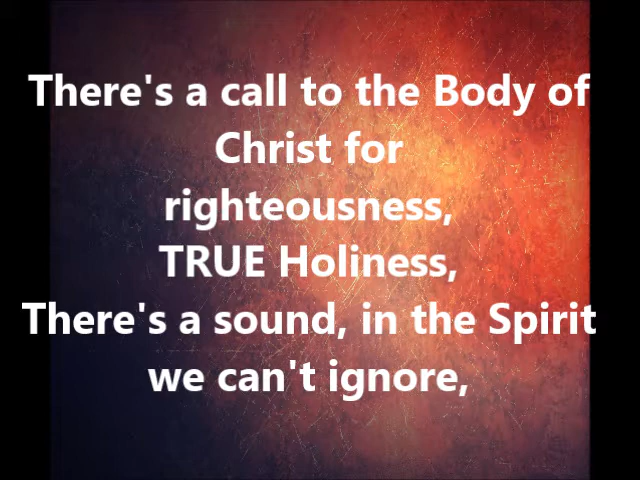 There's a call to the Body of
Christ for
righteousness,
TRUE Holiness,
There's a sound, in the Spirit
we can't ignore,